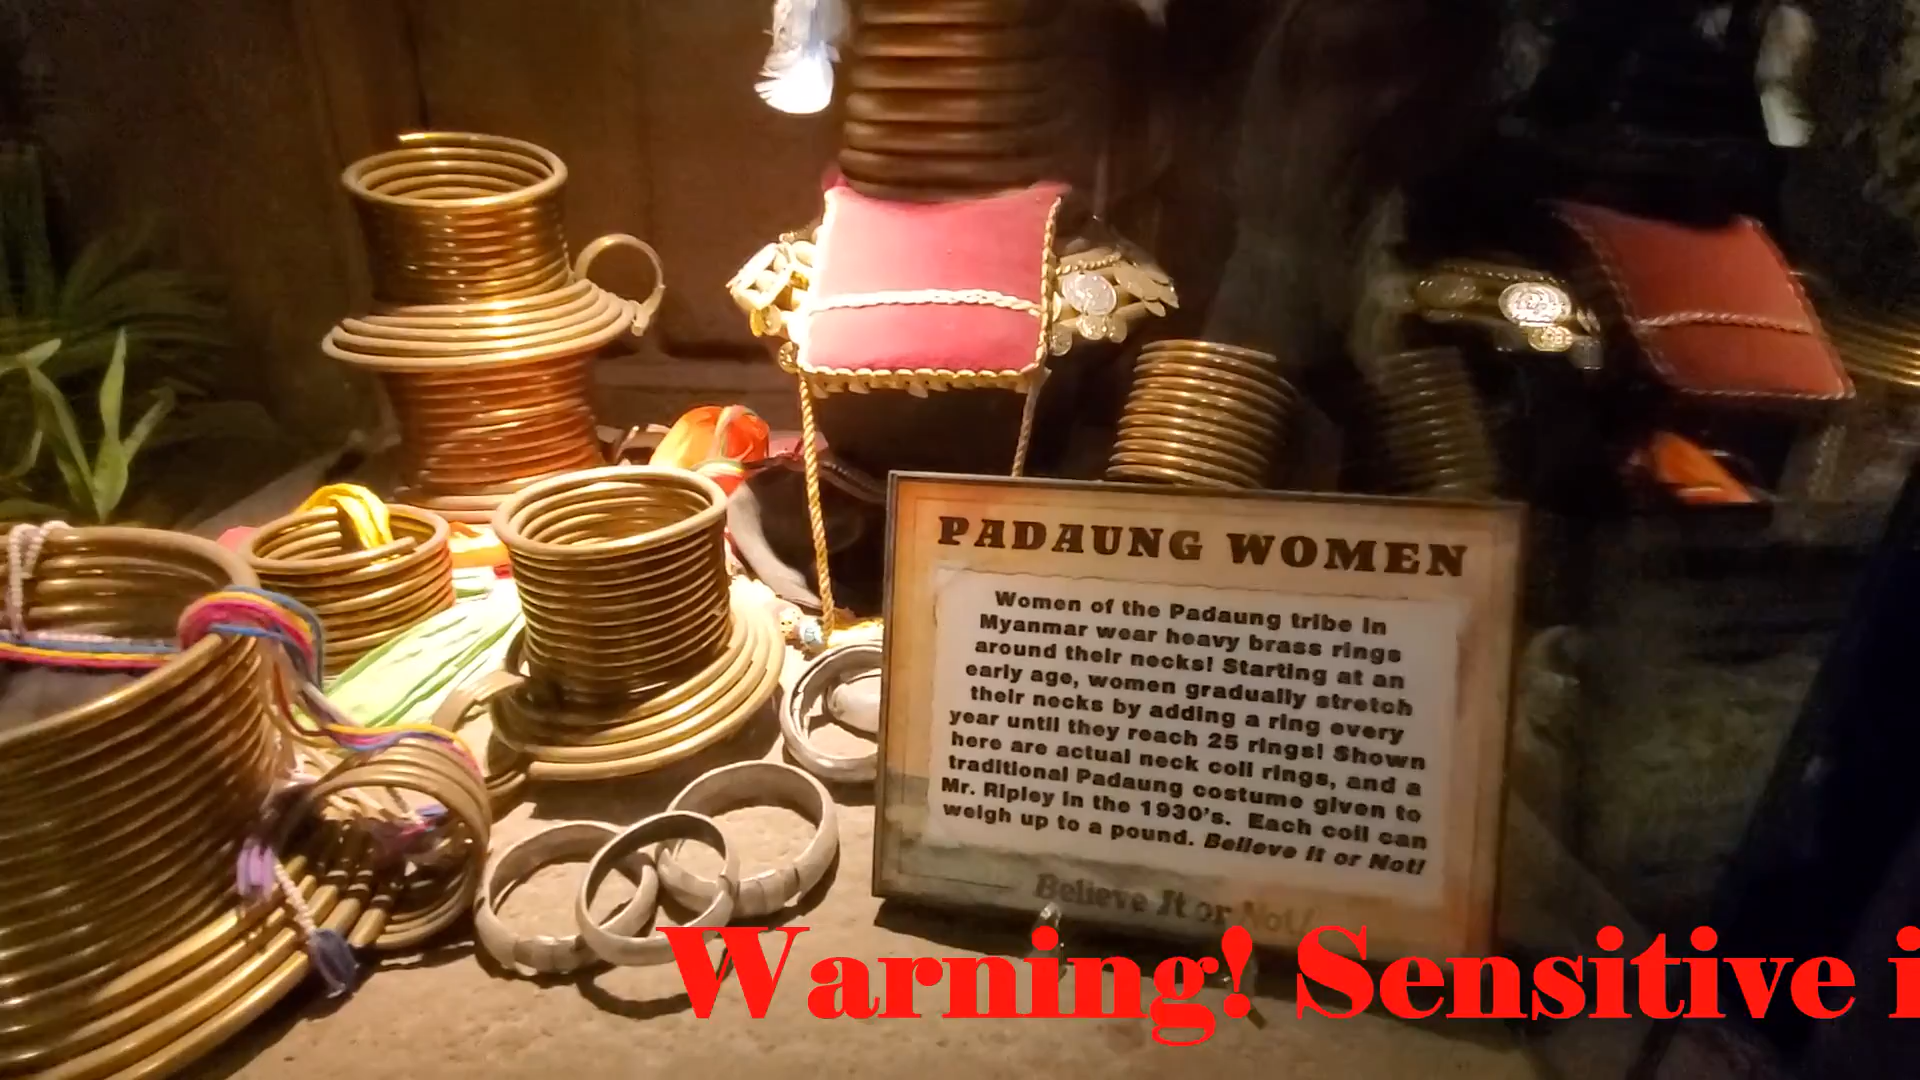 PADAUNG WOMEN
Women of the Padaung tribe in
Myanmar wear heavy brass rings
around their necks! Starting at an
early age, women gradually stretch
their necks by adding a ring every
year until they reach 25 rings! Shown
here are actual neck coil rings, and a
traditional Padaung costume given to
Mr. Ripley in the 1930's. Each coil can
weigh up to a pound. Believe It or Not!
Believe It or Not!
Warning! Sensitive i